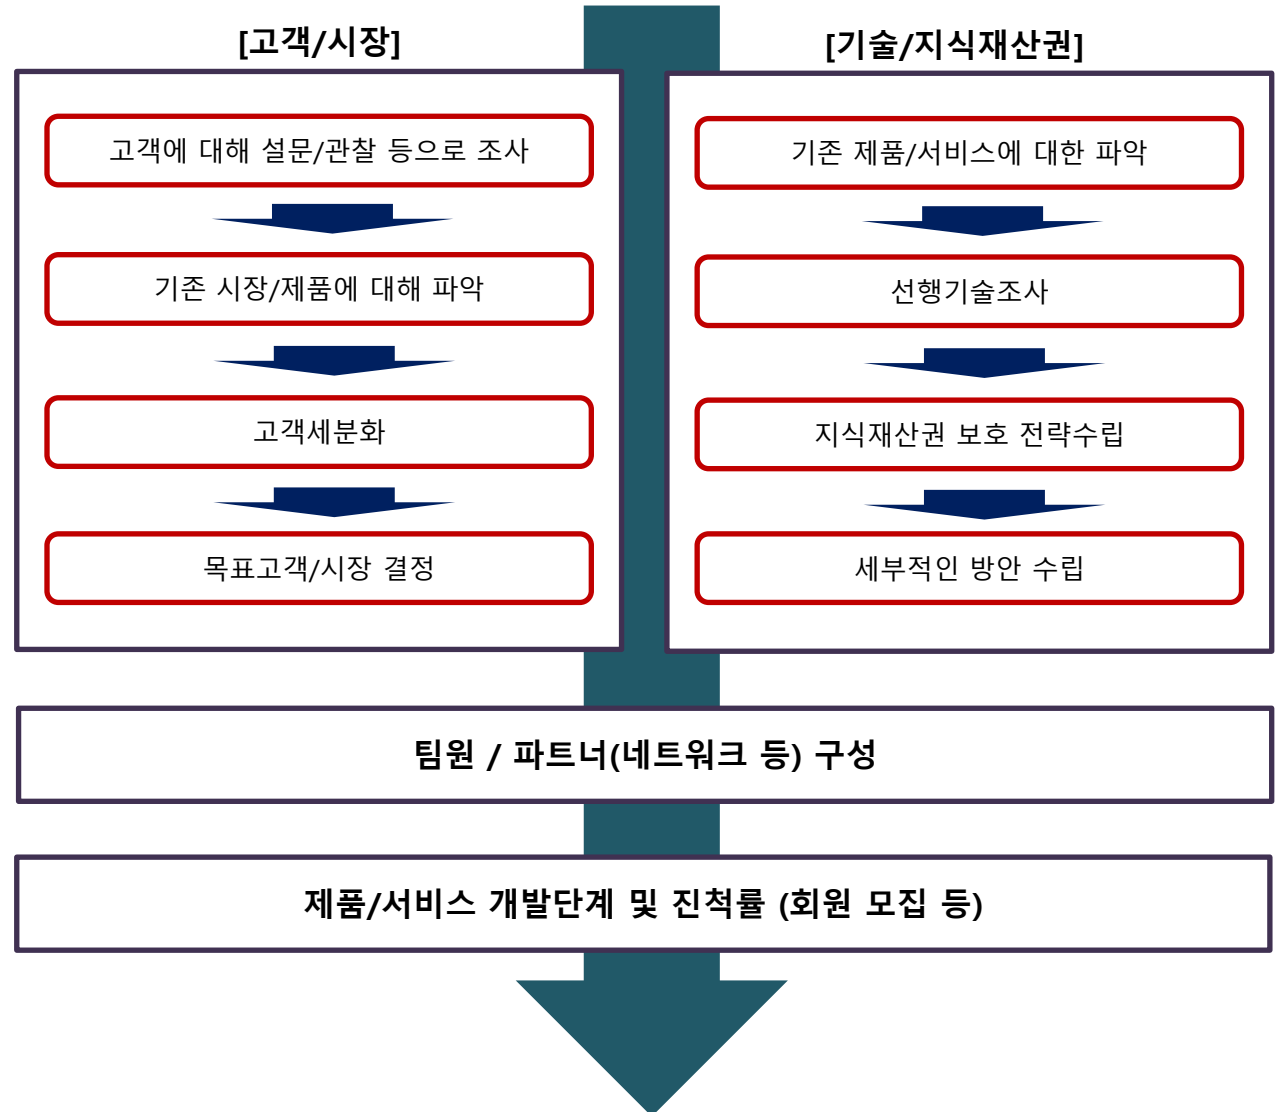 [고객/시장]
고객에 대해 설문/관찰 등으로 조사
기존 시장/제품에 대해 파악
고객세분화
목표고객/시장 결정
[기술/지식재산권]
기존 제품/서비스에 대한 파악
선행기술조사
지식재산권 보호 전략수립
세부적인 방안 수립
팀원 / 파트너(네트워크 등) 구성
제품/서비스 개발단계 및 진척률 (회원 모집 등)